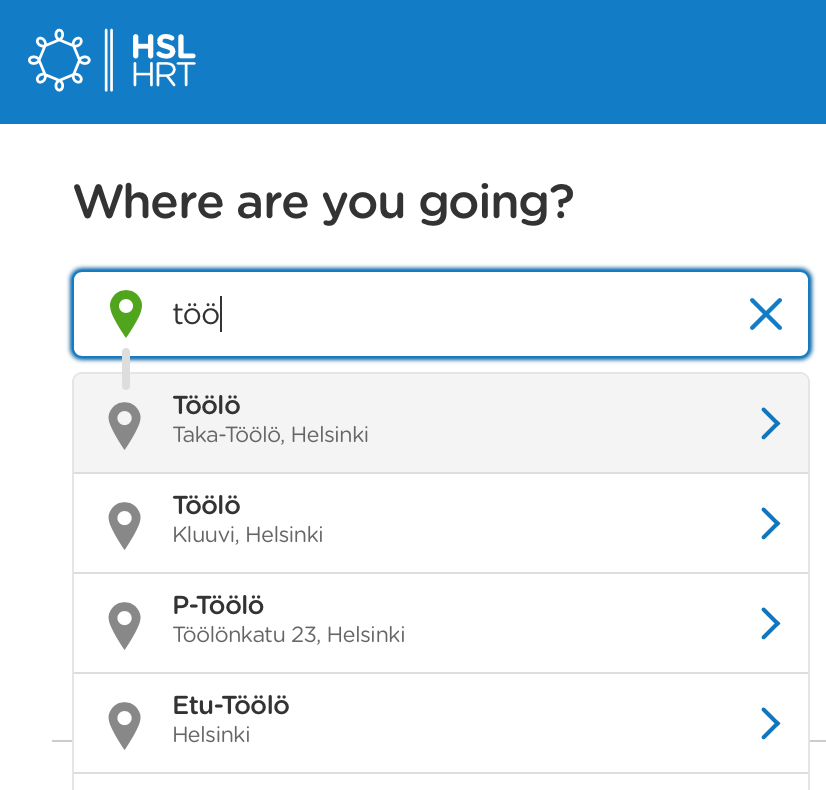 HSL
HRT
Where are you going?
töö
Töölö
Taka-Töölö, Helsinki
Töölö
Kluuvi, Helsinki
P-Töölö
Töölönkatu 23, Helsinki
Etu-Töölö
Helsinki